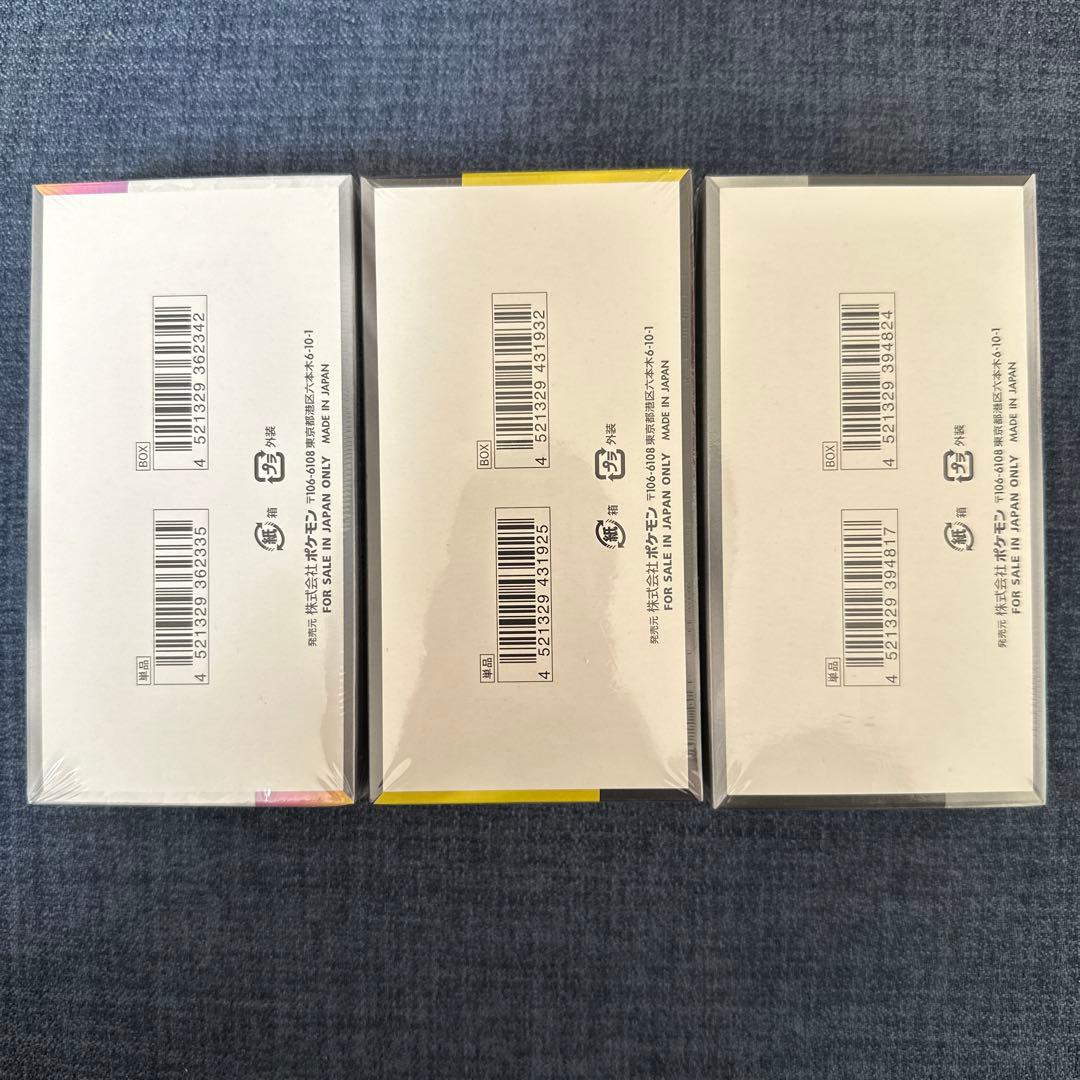 BOX
4 521329 362342
単品
4 521329 362335
プラ 外装
紙 箱
発売元 株式会社 ポケモン 〒106-6108 東京都港区六本木6-10-1
FOR SALE IN JAPAN ONLY MADE IN JAPAN
BOX
4 521329 431932
単品
4 521329 431925
プラ 外装
紙 箱
発売元 株式会社 ポケモン 〒106-6108 東京都港区六本木6-10-1
FOR SALE IN JAPAN ONLY MADE IN JAPAN
BOX
4 521329 394824
単品
4 521329 394817
プラ 外装
紙 箱
発売元 株式会社 ポケモン 〒106-6108 東京都港区六本木6-10-1
FOR SALE IN JAPAN ONLY MADE IN JAPAN